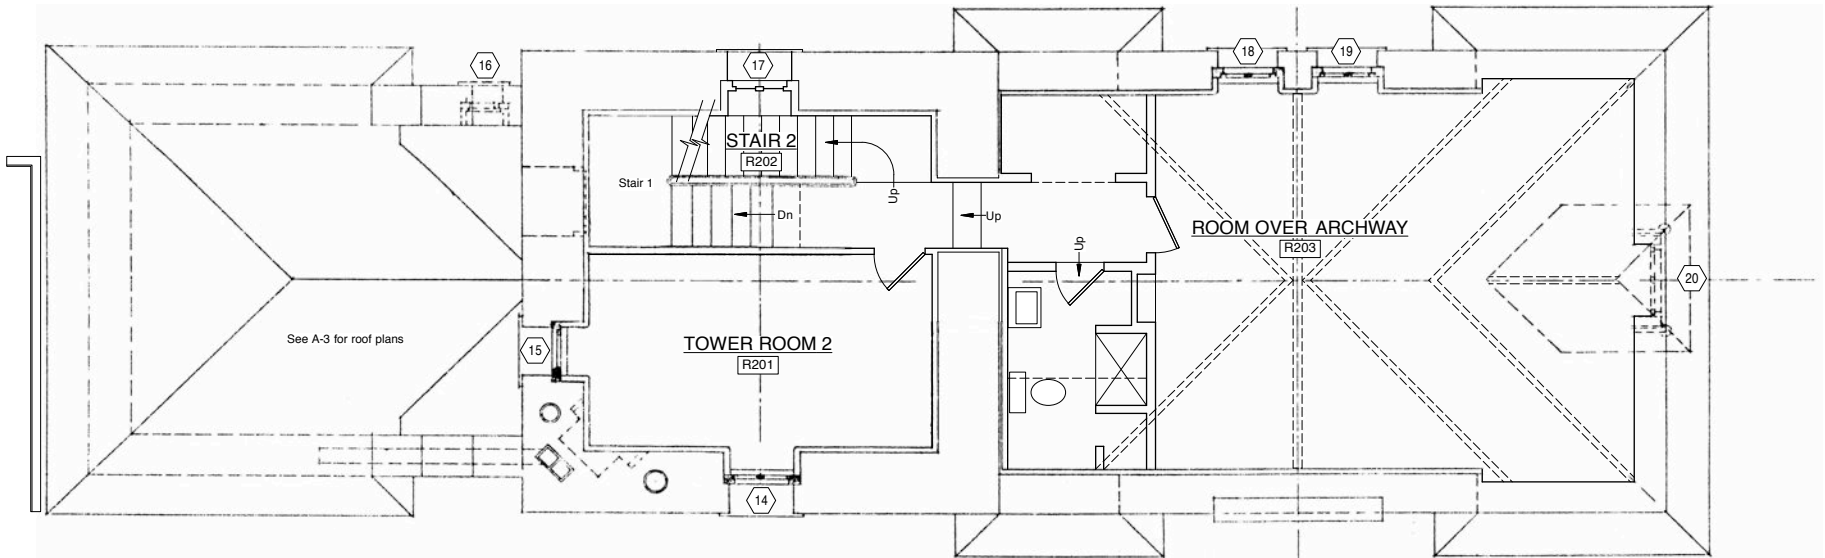 16
17
18
19
STAIR 2
R202
Stair 1
Up
Dn
Up
Up
ROOM OVER ARCHWAY
R203
20
See A-3 for roof plans
15
TOWER ROOM 2
R201
14